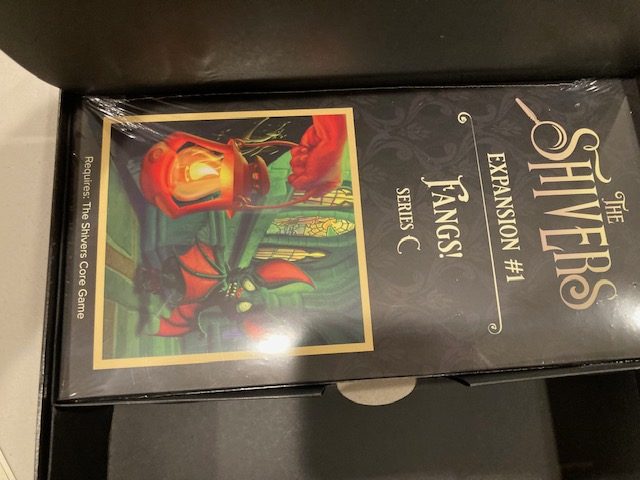 THE
SHIVERS
EXPANSION #1
FANGS!
SERIES C
Requires: The Shivers Core Game